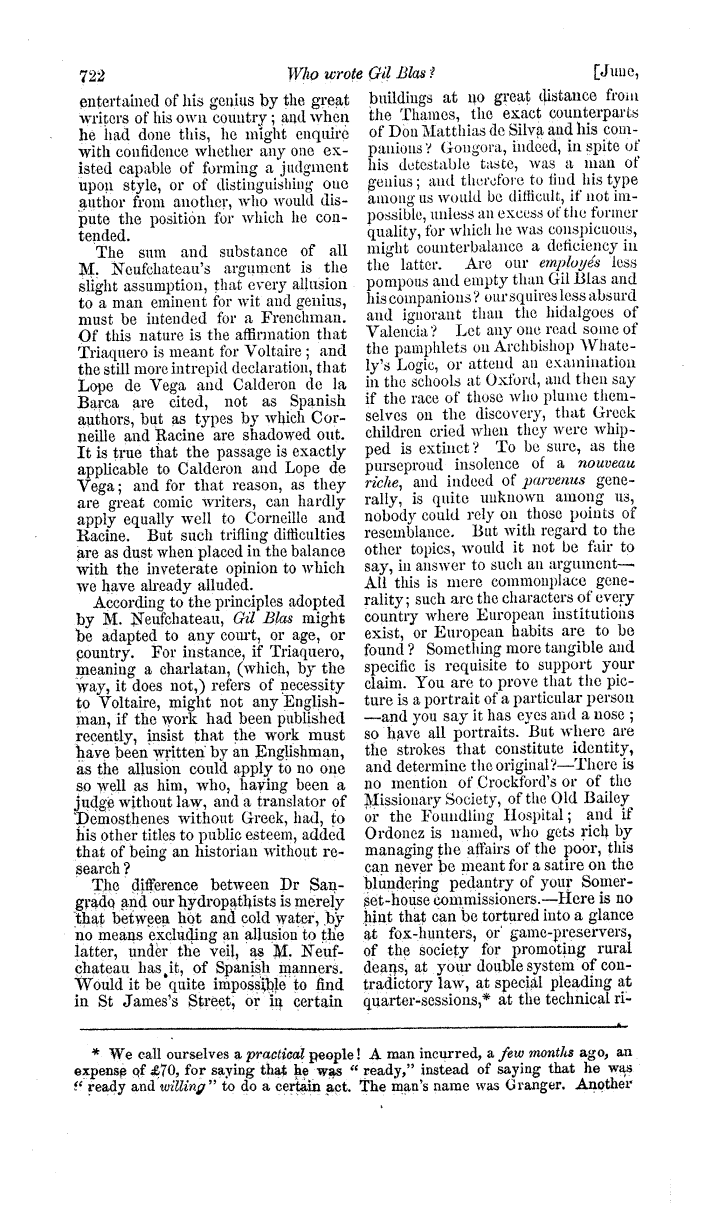 722 Who wrote Gil Blas? [June,
entertained of his genius by the great
writers of his own country; and when
he had done this, he might enquire
with confidence whether any one ex-
isted capable of forming a judgment
upon style, or of distinguishing one
author from another, who would dis-
pute the position for which he con-
tended.
The sum and substance of all
M. Neufchateau's argument is the
slight assumption, that every allusion
to a man eminent for wit and genius,
must be intended for a Frenchman.
Of this nature is the affirmation that
Triaquero is meant for Voltaire; and
the still more intrepid declaration, that
Lope de Vega and Calderon de la
Barca are cited, not as Spanish
authors, but as types by which Cor-
neille and Racine are shadowed out.
It is true that the passage is exactly
applicable to Calderon and Lope de
Vega; and for that reason, as they
are great comic writers, can hardly
apply equally well to Corneille and
Racine. But such trifling difficulties
are as dust when placed in the balance
with the inveterate opinion to which
we have already alluded.
According to the principles adopted
by M. Neufchateau, Gil Blas might
be adapted to any court, or age, or
country. For instance, if Triaquero,
meaning a charlatan, (which, by the
way, it does not,) refers of necessity
to Voltaire, might not any English-
man, if the work had been published
recently, insist that the work must
have been written by an Englishman,
as the allusion could apply to no one
so well as him, who, having been a
judge without law, and a translator of
Demosthenes without Greek, had, to
his other titles to public esteem, added
that of being an historian without re-
search?
The difference between Dr San-
grado and our hydropathists is merely
that between hot and cold water, by
no means excluding an allusion to the
latter, under the veil, as M. Neuf-
chateau has it, of Spanish manners.
Would it be quite impossible to find
in St James's Street, or in certain
buildings at no great distance from
the Thames, the exact counterparts
of Don Matthias de Silva and his com-
panions? Gongora, indeed, in spite of
his detestable taste, was a man of
genius; and therefore to find his type
among us would be difficult, if not im-
possible, unless an excess of the former
quality, for which he was conspicuous,
might counterbalance a deficiency in
the latter. Are our employés less
pompous and empty than Gil Blas and
his companions? our squires less absurd
and ignorant than the hidalgoes of
Valencia? Let any one read some of
the pamphlets on Archbishop Whate-
ly's Logic, or attend an examination
in the schools at Oxford, and then say
if the race of those who plume them-
selves on the discovery, that Greek
children cried when they were whip-
ped is extinct? To be sure, as the
purseproud insolence of a nouveau
riche, and indeed of parvenus gene-
rally, is quite unknown among us,
nobody could rely on those points of
resemblance. But with regard to the
other topics, would it not be fair to
say, in answer to such an argument—
All this is mere commonplace gene-
rality; such are the characters of every
country where European institutions
exist, or European habits are to be
found? Something more tangible and
specific is requisite to support your
claim. You are to prove that the pic-
ture is a portrait of a particular person
—and you say it has eyes and a nose;
so have all portraits. But where are
the strokes that constitute identity,
and determine the original?—There is
no mention of Crockford's or of the
Missionary Society, of the Old Bailey
or the Foundling Hospital; and if
Ordonez is named, who gets rich by
managing the affairs of the poor, this
can never be meant for a satire on the
blundering pedantry of your Somer-
set-house commissioners.—Here is no
hint that can be tortured into a glance
at fox-hunters, or game-preservers,
of the society for promoting rural
deans, at your double system of con-
tradictory law, at special pleading at
quarter-sessions,* at the technical ri-
* We call ourselves a practical people! A man incurred, a few months ago, an
expense of £70, for saying that he was "ready," instead of saying that he was
"ready and willing" to do a certain act. The man's name was Granger. Another